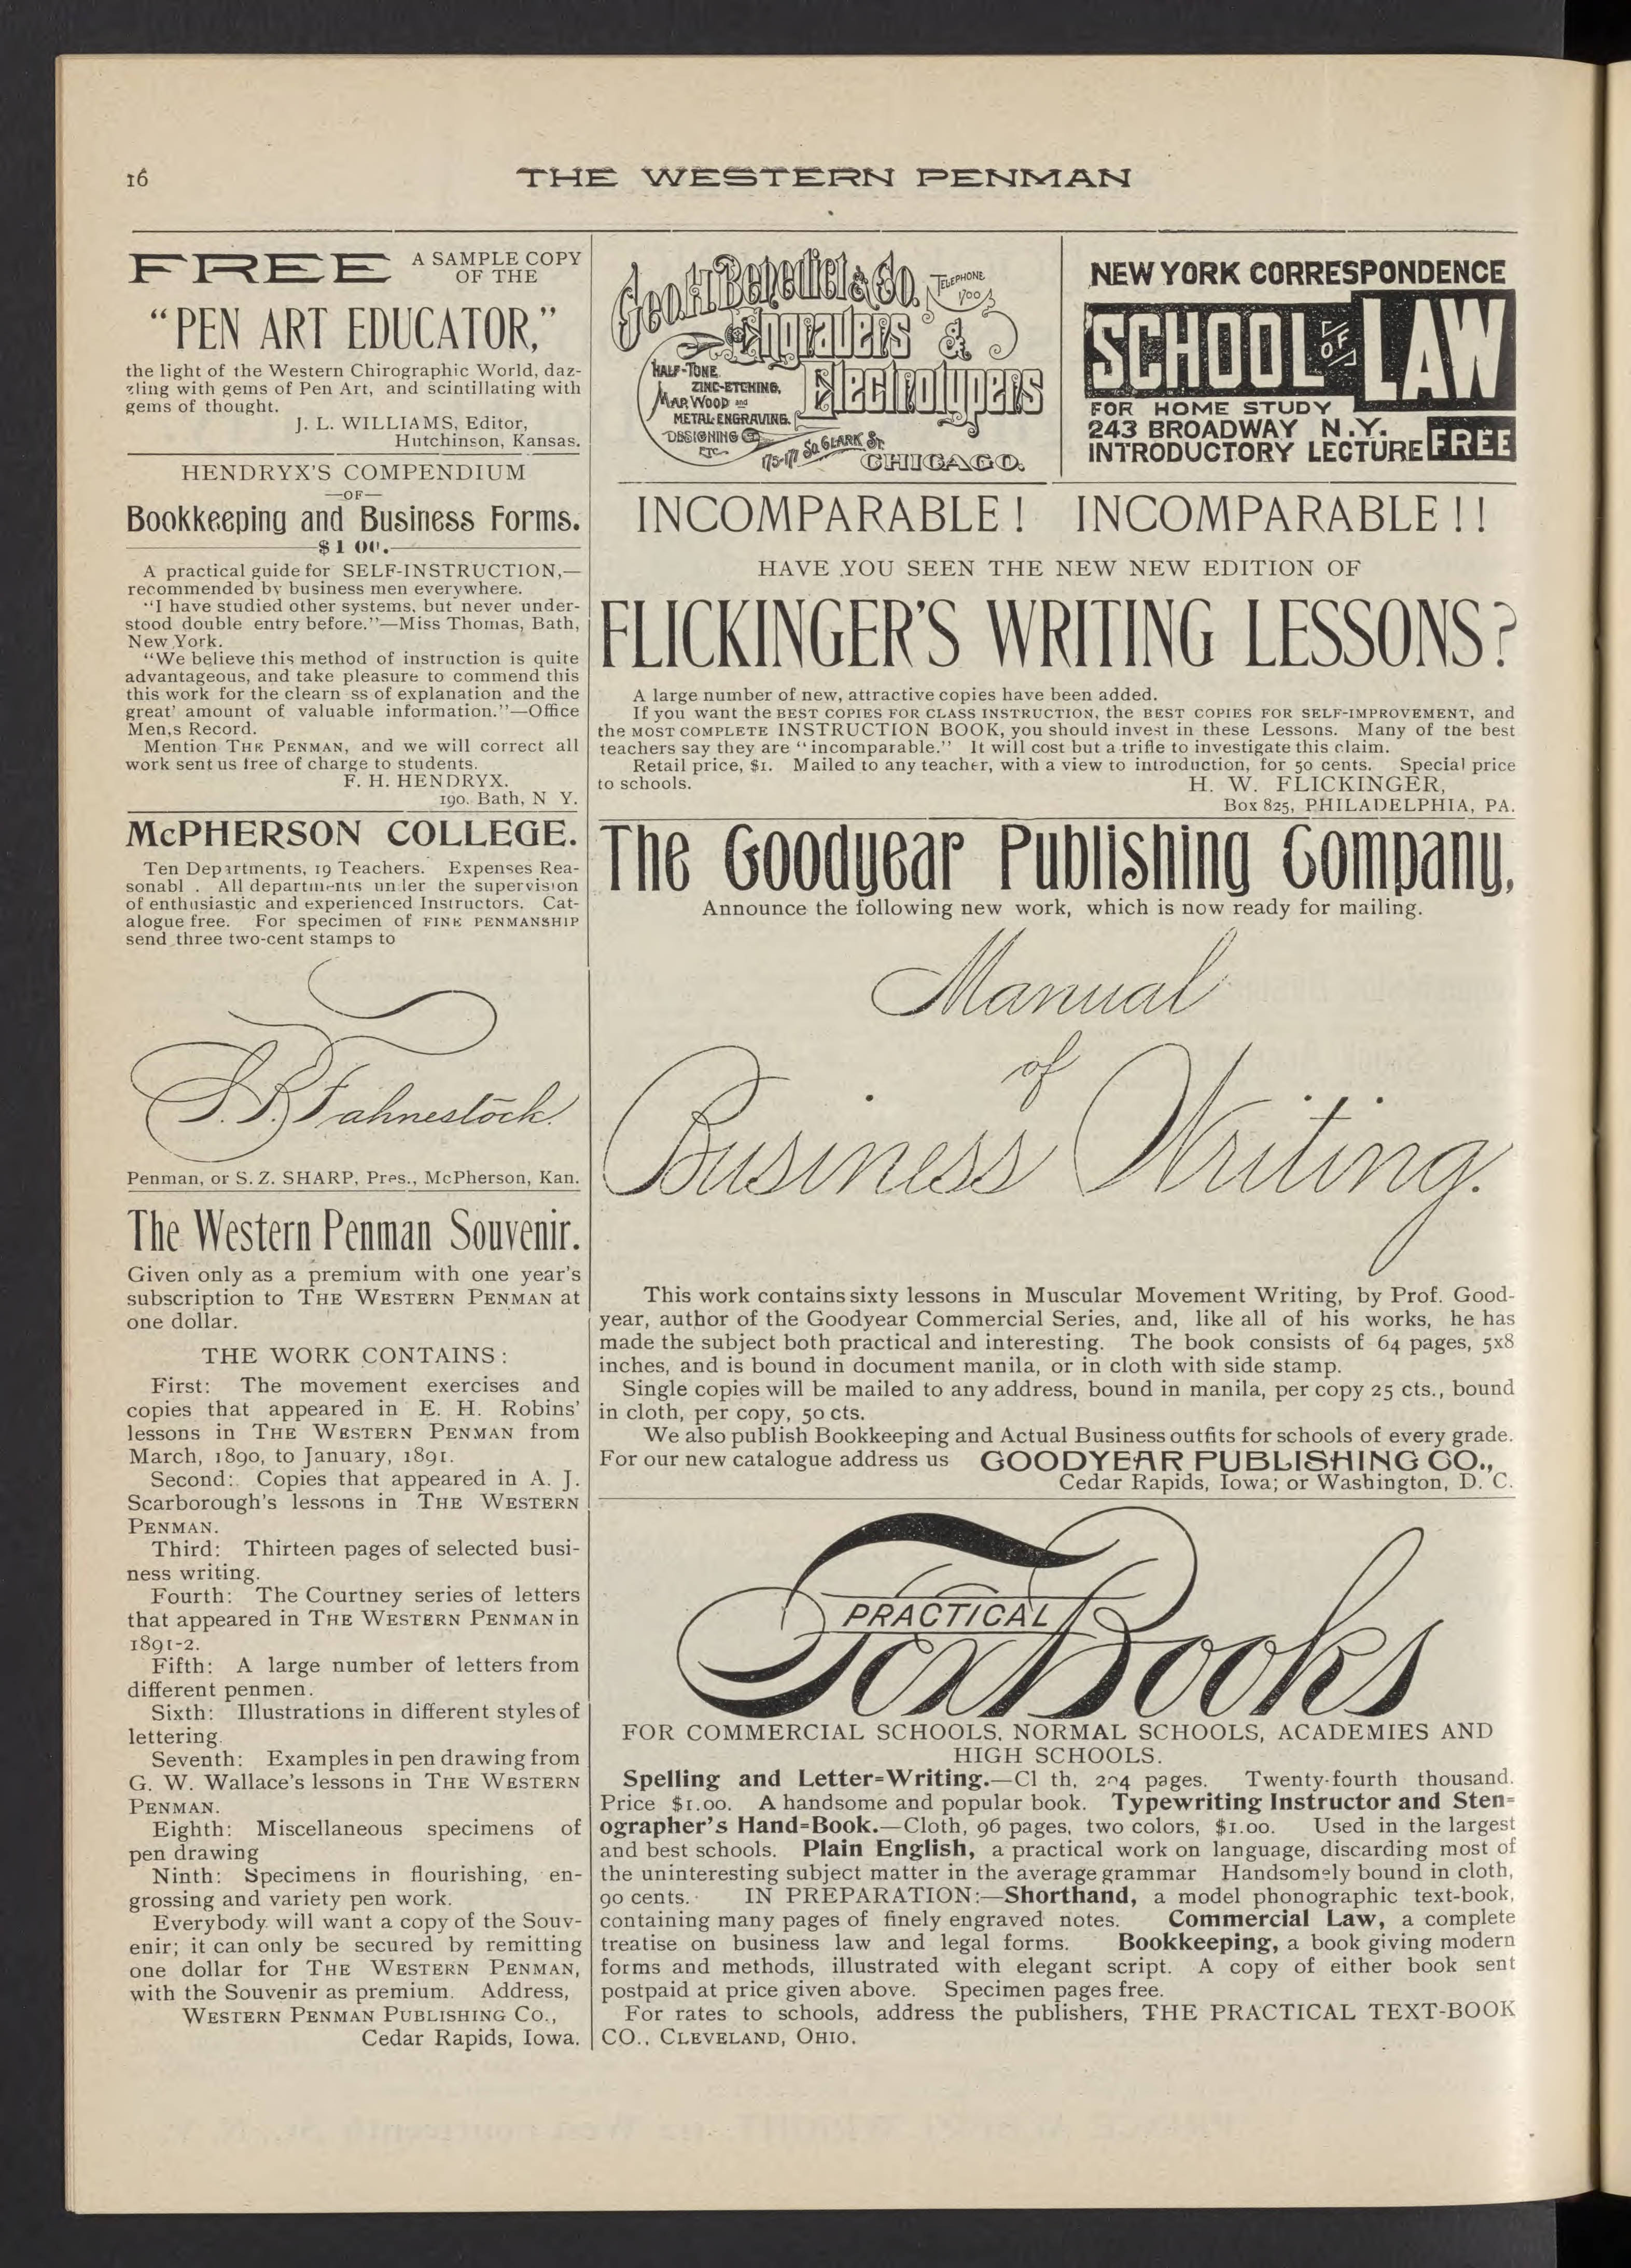 16
THE WESTERN PENMAN
FREE A SAMPLE COPY
OF THE
"PEN ART EDUCATOR,"
the light of the Western Chirographic World, daz-
zling with gems of Pen Art, and scintillating with
gems of thought.
J. L. WILLIAMS, Editor,
Hutchinson, Kansas.
HENDRYX'S COMPENDIUM
—OF—
Bookkeeping and Business Forms.
$1 00.
A practical guide for SELF-INSTRUCTION,—
recommended by business men everywhere.
"I have studied other systems, but never under-
stood double entry before."—Miss Thomas, Bath,
New York.
"We believe this method of instruction is quite
advantageous, and take pleasure to commend this
this work for the clearn ss of explanation and the
great' amount of valuable information."—Office
Men,s Record.
Mention THE PENMAN, and we will correct all
work sent us free of charge to students.
F. H. HENDRYX.
190. Bath, N Y.
McPHERSON COLLEGE.
Ten Departments, 19 Teachers. Expenses Rea-
sonabl . All departments under the supervision
of enthusiastic and experienced Instructors. Cat-
alogue free. For specimen of FINE PENMANSHIP
send three two-cent stamps to
S. B. Fahnestock.
Penman, or S. Z. SHARP, Pres., McPherson, Kan.
The Western Penman Souvenir.
Given only as a premium with one year's
subscription to THE WESTERN PENMAN at
one dollar.
THE WORK CONTAINS:
First: The movement exercises and
copies that appeared in E. H. Robins'
lessons in THE WESTERN PENMAN from
March, 1890, to January, 1891.
Second: Copies that appeared in A. J.
Scarborough's lessons in THE WESTERN
PENMAN.
Third: Thirteen pages of selected busi-
ness writing.
Fourth: The Courtney series of letters
that appeared in THE WESTERN PENMAN in
1891-2.
Fifth: A large number of letters from
different penmen.
Sixth: Illustrations in different styles of
lettering.
Seventh: Examples in pen drawing from
G. W. Wallace's lessons in THE WESTERN
PENMAN.
Eighth: Miscellaneous specimens of
pen drawing
Ninth: Specimens in flourishing, en-
grossing and variety pen work.
Everybody will want a copy of the Souv-
enir; it can only be secured by remitting
one dollar for THE WESTERN PENMAN,
with the Souvenir as premium. Address,
WESTERN PENMAN PUBLISHING CO.,
Cedar Rapids, Iowa.
Geo. H. Benedict & Co.
TELEPHONE
1700
Engravers &
Electrotypers
HALF-TONE
ZINC-ETCHING,
MAP, WOOD and
METAL ENGRAVING.
DESIGNING
ETC.
175-177 SO. CLARK ST.
CHICAGO.
NEW YORK CORRESPONDENCE
SCHOOL OF LAW
FOR HOME STUDY
243 BROADWAY N.Y.
INTRODUCTORY LECTURE FREE
INCOMPARABLE! INCOMPARABLE!!
HAVE YOU SEEN THE NEW NEW EDITION OF
FLICKINGER'S WRITING LESSONS?
A large number of new, attractive copies have been added.
If you want the BEST COPIES FOR CLASS INSTRUCTION, the BEST COPIES FOR SELF-IMPROVEMENT, and
the MOST COMPLETE INSTRUCTION BOOK, you should invest in these Lessons. Many of the best
teachers say they are "incomparable." It will cost but a trifle to investigate this claim.
Retail price, $1. Mailed to any teacher, with a view to introduction, for 50 cents. Special price
to schools. H. W. FLICKINGER,
Box 825, PHILADELPHIA, PA.
The Goodyear Publishing Company,
Announce the following new work, which is now ready for mailing.
Manual
of
Business Writing.
This work contains sixty lessons in Muscular Movement Writing, by Prof. Good-
year, author of the Goodyear Commercial Series, and, like all of his works, he has
made the subject both practical and interesting. The book consists of 64 pages, 5x8
inches, and is bound in document manila, or in cloth with side stamp.
Single copies will be mailed to any address, bound in manila, per copy 25 cts., bound
in cloth, per copy, 50 cts.
We also publish Bookkeeping and Actual Business outfits for schools of every grade.
For our new catalogue address us GOODYEAR PUBLISHING CO.,
Cedar Rapids, Iowa; or Washington, D. C.
PRACTICAL
Text Books
FOR COMMERCIAL SCHOOLS, NORMAL SCHOOLS, ACADEMIES AND
HIGH SCHOOLS.
Spelling and Letter=Writing.—Cl th, 204 pages. Twenty-fourth thousand.
Price $1.00. A handsome and popular book. Typewriting Instructor and Sten=
ographer's Hand=Book.—Cloth, 96 pages, two colors, $1.00. Used in the largest
and best schools. Plain English, a practical work on language, discarding most of
the uninteresting subject matter in the average grammar Handsomely bound in cloth,
90 cents. IN PREPARATION:—Shorthand, a model phonographic text-book,
containing many pages of finely engraved notes. Commercial Law, a complete
treatise on business law and legal forms. Bookkeeping, a book giving modern
forms and methods, illustrated with elegant script. A copy of either book sent
postpaid at price given above. Specimen pages free.
For rates to schools, address the publishers, THE PRACTICAL TEXT-BOOK
CO., CLEVELAND, OHIO.